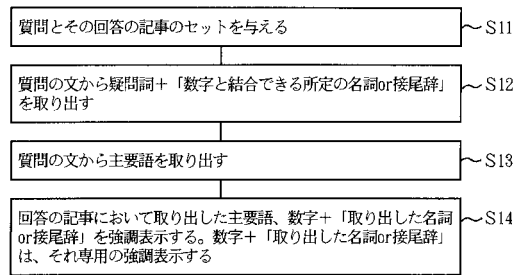 質問とその回答の記事のセットを与える
S11
質問の文から疑問詞+「数字と結合できる所定の名詞or接尾辞」
を取り出す
S12
質問の文から主要語を取り出す
S13
回答の記事において取り出した主要語、数字+「取り出した名詞
or接尾辞」を強調表示する。数字+「取り出した名詞or接尾辞」
は、それ専用の強調表示する
S14